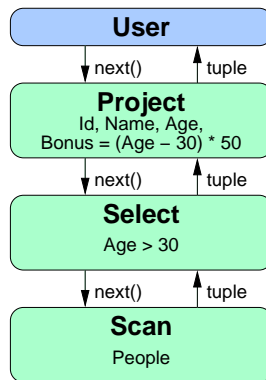 User
next() tuple
Project
Id, Name, Age,
Bonus = (Age − 30) * 50
next() tuple
Select
Age > 30
next() tuple
Scan
People